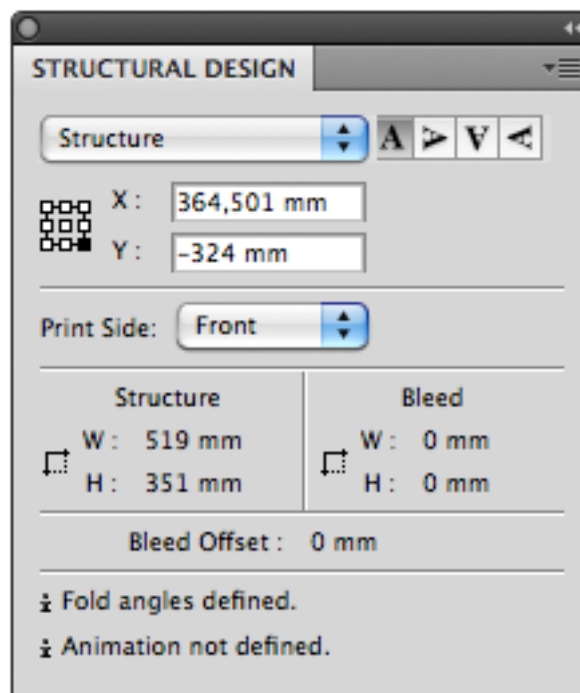 STRUCTURAL DESIGN
Structure A A A A
X : 364,501 mm
Y : -324 mm
Print Side: Front
Structure Bleed
W : 519 mm W : 0 mm
H : 351 mm H : 0 mm
Bleed Offset : 0 mm
Fold angles defined.
Animation not defined.